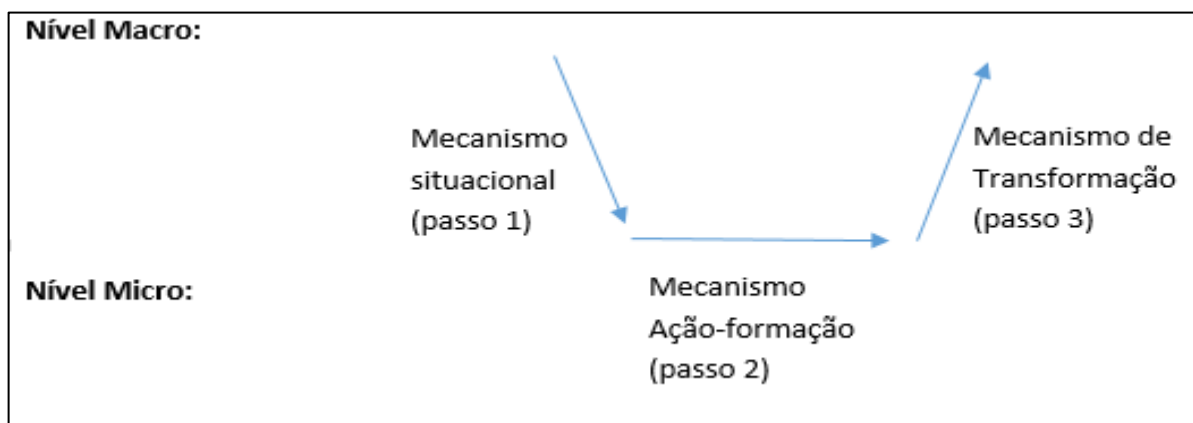 Nível Macro:
Mecanismo
situacional
(passo 1)
Mecanismo de
Transformação
(passo 3)
Nível Micro:
Mecanismo
Ação-formação
(passo 2)